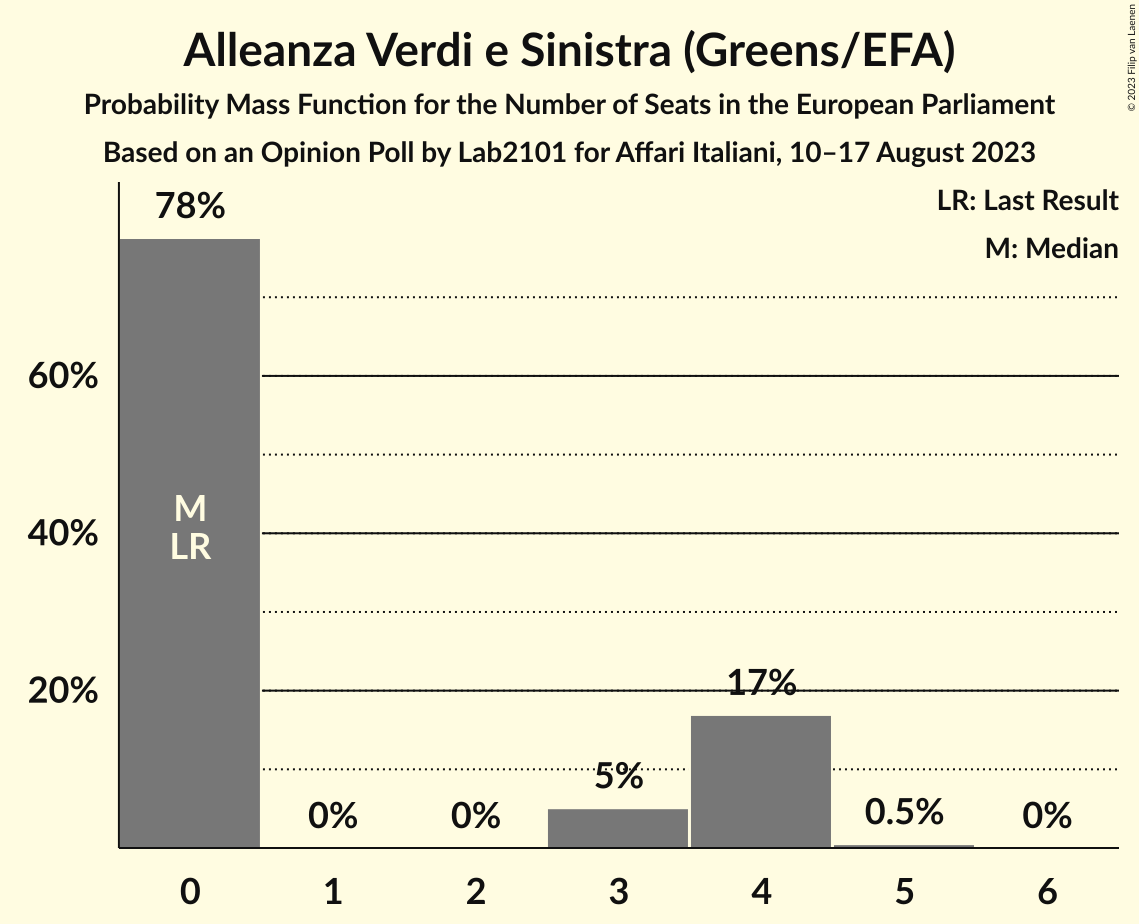 Alleanza Verdi e Sinistra (Greens/EFA)
Probability Mass Function for the Number of Seats in the European Parliament
Based on an Opinion Poll by Lab2101 for Affari Italiani, 10–17 August 2023
© 2023 Filip van Laenen
LR: Last Result
M: Median
78%
60%
40%
20%
M
LR
0%
0%
5%
17%
0.5%
0%
0
1
2
3
4
5
6